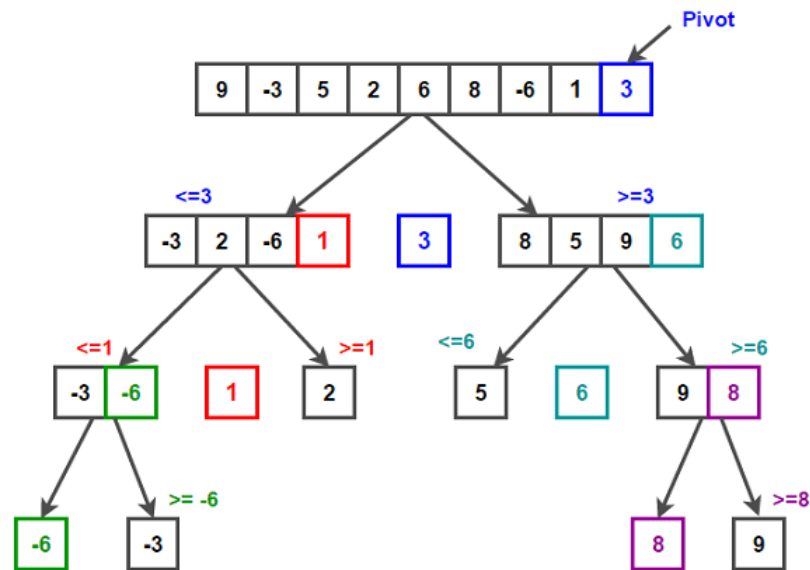 Pivot
9 -3 5 2 6 8 -6 1 3
<=3 >=3
-3 2 -6 1 3 8 5 9 6
<=1 >=1 <=6 >=6
-3 -6 1 2 5 6 9 8
>= -6 >=8
-6 -3 8 9